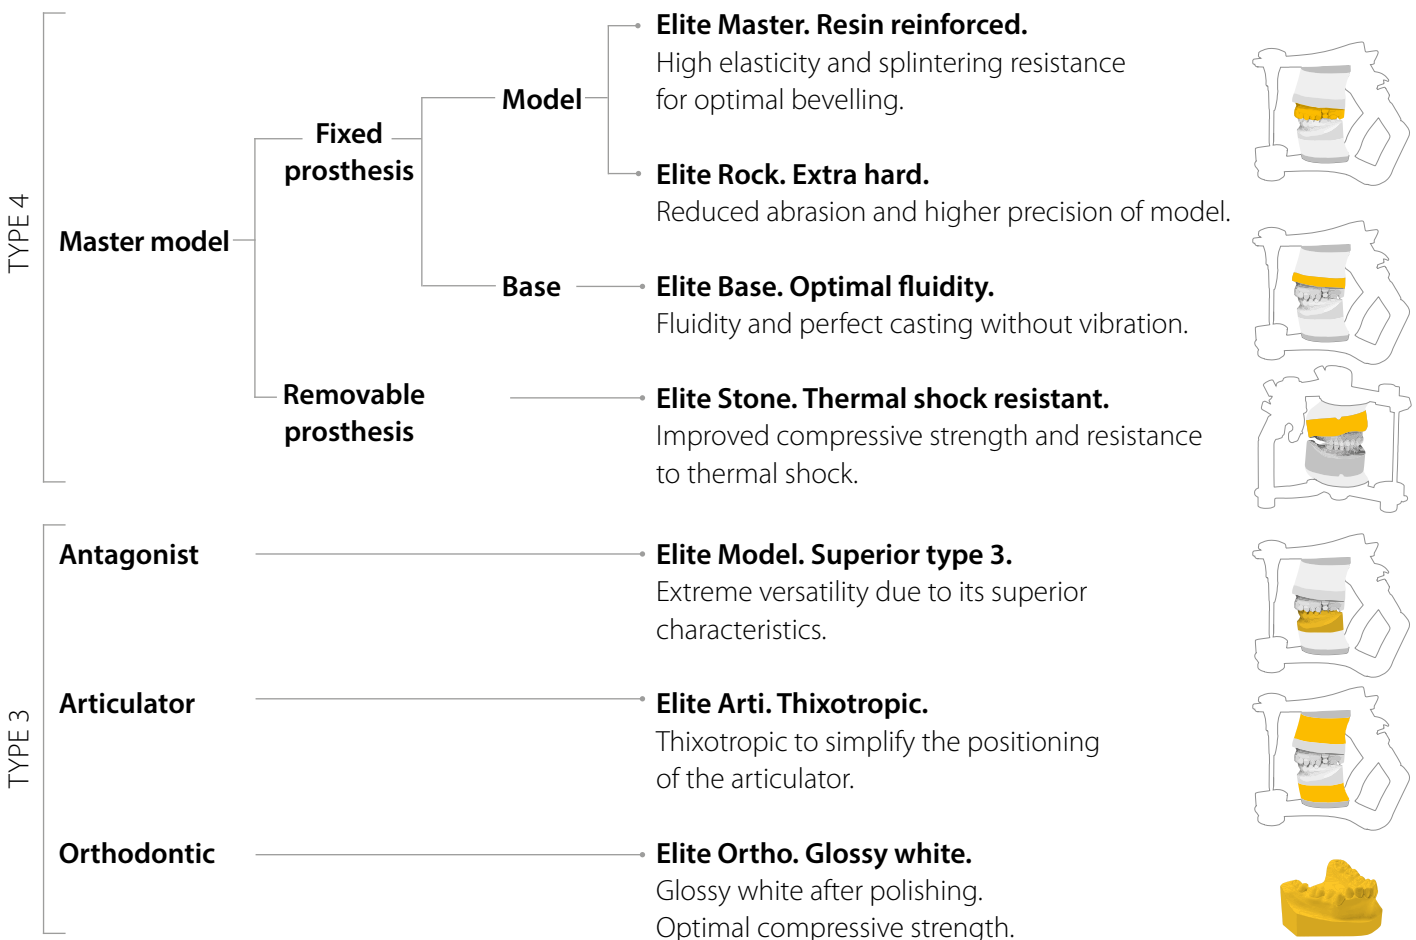 TYPE 4
Master model
Fixed
prosthesis
Model
Elite Master. Resin reinforced.
High elasticity and splintering resistance
for optimal bevelling.
Elite Rock. Extra hard.
Reduced abrasion and higher precision of model.
Base
Elite Base. Optimal fluidity.
Fluidity and perfect casting without vibration.
Removable
prosthesis
Elite Stone. Thermal shock resistant.
Improved compressive strength and resistance
to thermal shock.
TYPE 3
Antagonist
Elite Model. Superior type 3.
Extreme versatility due to its superior
characteristics.
Articulator
Elite Arti. Thixotropic.
Thixotropic to simplify the positioning
of the articulator.
Orthodontic
Elite Ortho. Glossy white.
Glossy white after polishing.
Optimal compressive strength.